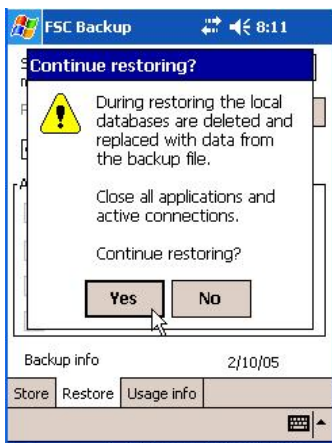 FSC Backup
8:11
Continue restoring?
During restoring the local
databases are deleted and
replaced with data from
the backup file.
Close all applications and
active connections.
Continue restoring?
Yes No
Backup info 2/10/05
Store Restore Usage info